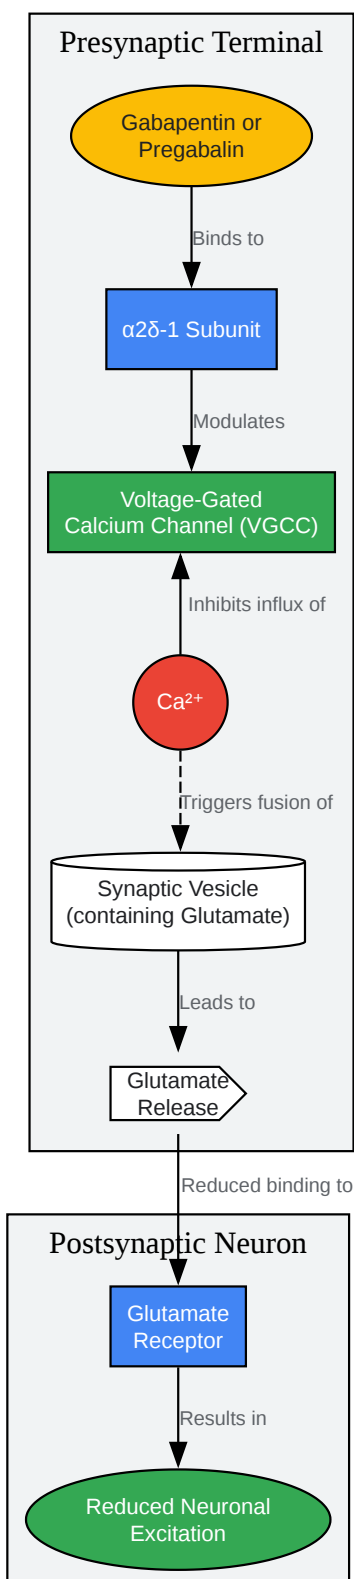 Presynaptic Terminal
Gabapentin or
Pregabalin
Binds to
α2δ-1 Subunit
Modulates
Voltage-Gated
Calcium Channel (VGCC)
Inhibits influx of
Ca²⁺
Triggers fusion of
Synaptic Vesicle
(containing Glutamate)
Leads to
Glutamate
Release
Reduced binding to
Postsynaptic Neuron
Glutamate
Receptor
Results in
Reduced Neuronal
Excitation